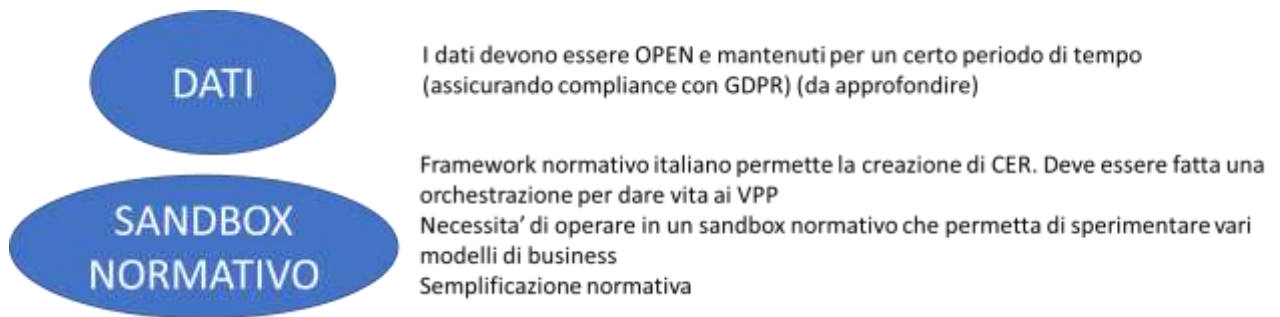 DATI
I dati devono essere OPEN e mantenuti per un certo periodo di tempo
(assicurando compliance con GDPR) (da approfondire)
SANDBOX
NORMATIVO
Framework normativo italiano permette la creazione di CER. Deve essere fatta una
orchestrazione per dare vita ai VPP
Necessita' di operare in un sandbox normativo che permetta di sperimentare vari
modelli di business
Semplificazione normativa